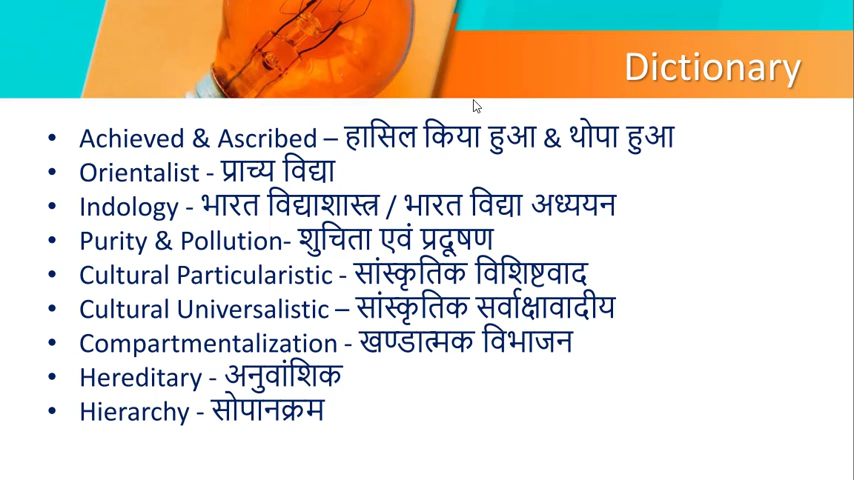 Dictionary
• Achieved & Ascribed – हासिल किया हुआ & थोपा हुआ
• Orientalist - प्राच्य विद्या
• Indology - भारत विद्याशास्त्र / भारत विद्या अध्ययन
• Purity & Pollution- शुचिता एवं प्रदूषण
• Cultural Particularistic - सांस्कृतिक विशिष्टवाद
• Cultural Universalistic – सांस्कृतिक सर्वाक्षावादीय
• Compartmentalization - खण्डात्मक विभाजन
• Hereditary - अनुवांशिक
• Hierarchy - सोपानक्रम